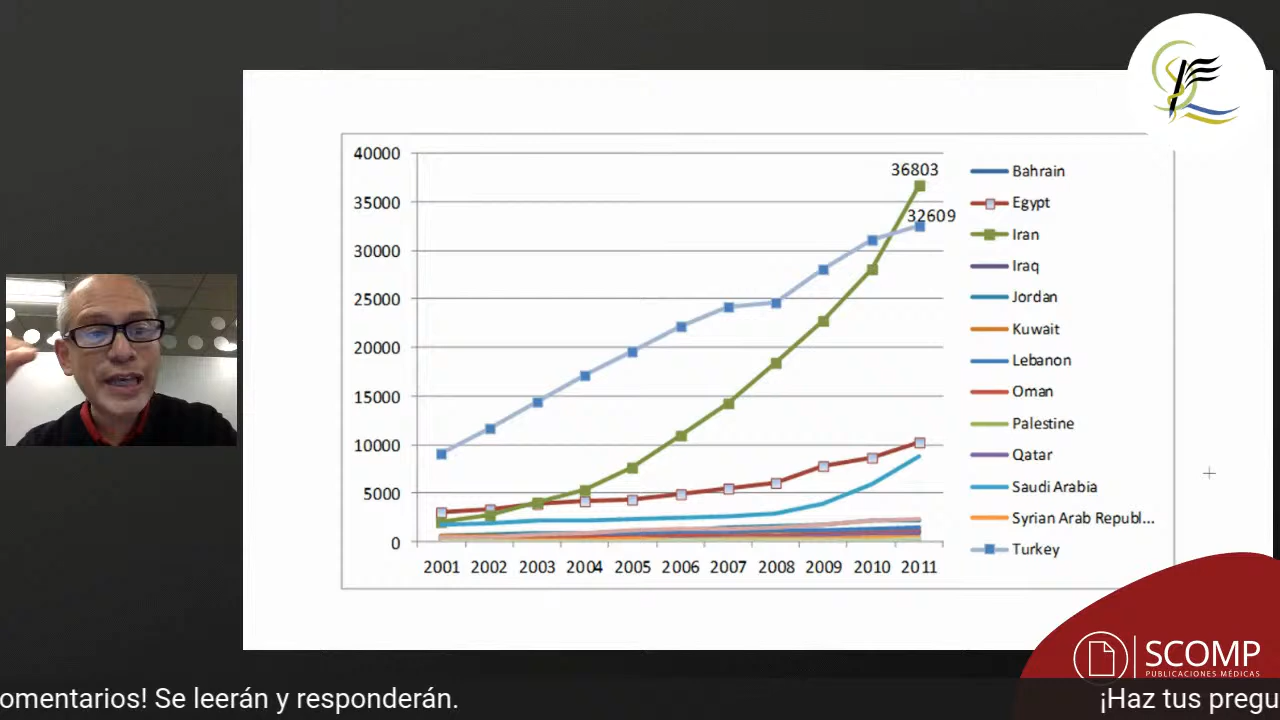 40000
35000
30000
25000
20000
15000
10000
5000
0
36803
32609
2001 2002 2003 2004 2005 2006 2007 2008 2009 2010 2011
Bahrain
Egypt
Iran
Iraq
Jordan
Kuwait
Lebanon
Oman
Palestine
Qatar
Saudi Arabia
Syrian Arab Republ...
Turkey
SCOMP
PUBLICACIONES MÉDICAS
omentarios! Se leerán y responderán.
¡Haz tus pregu